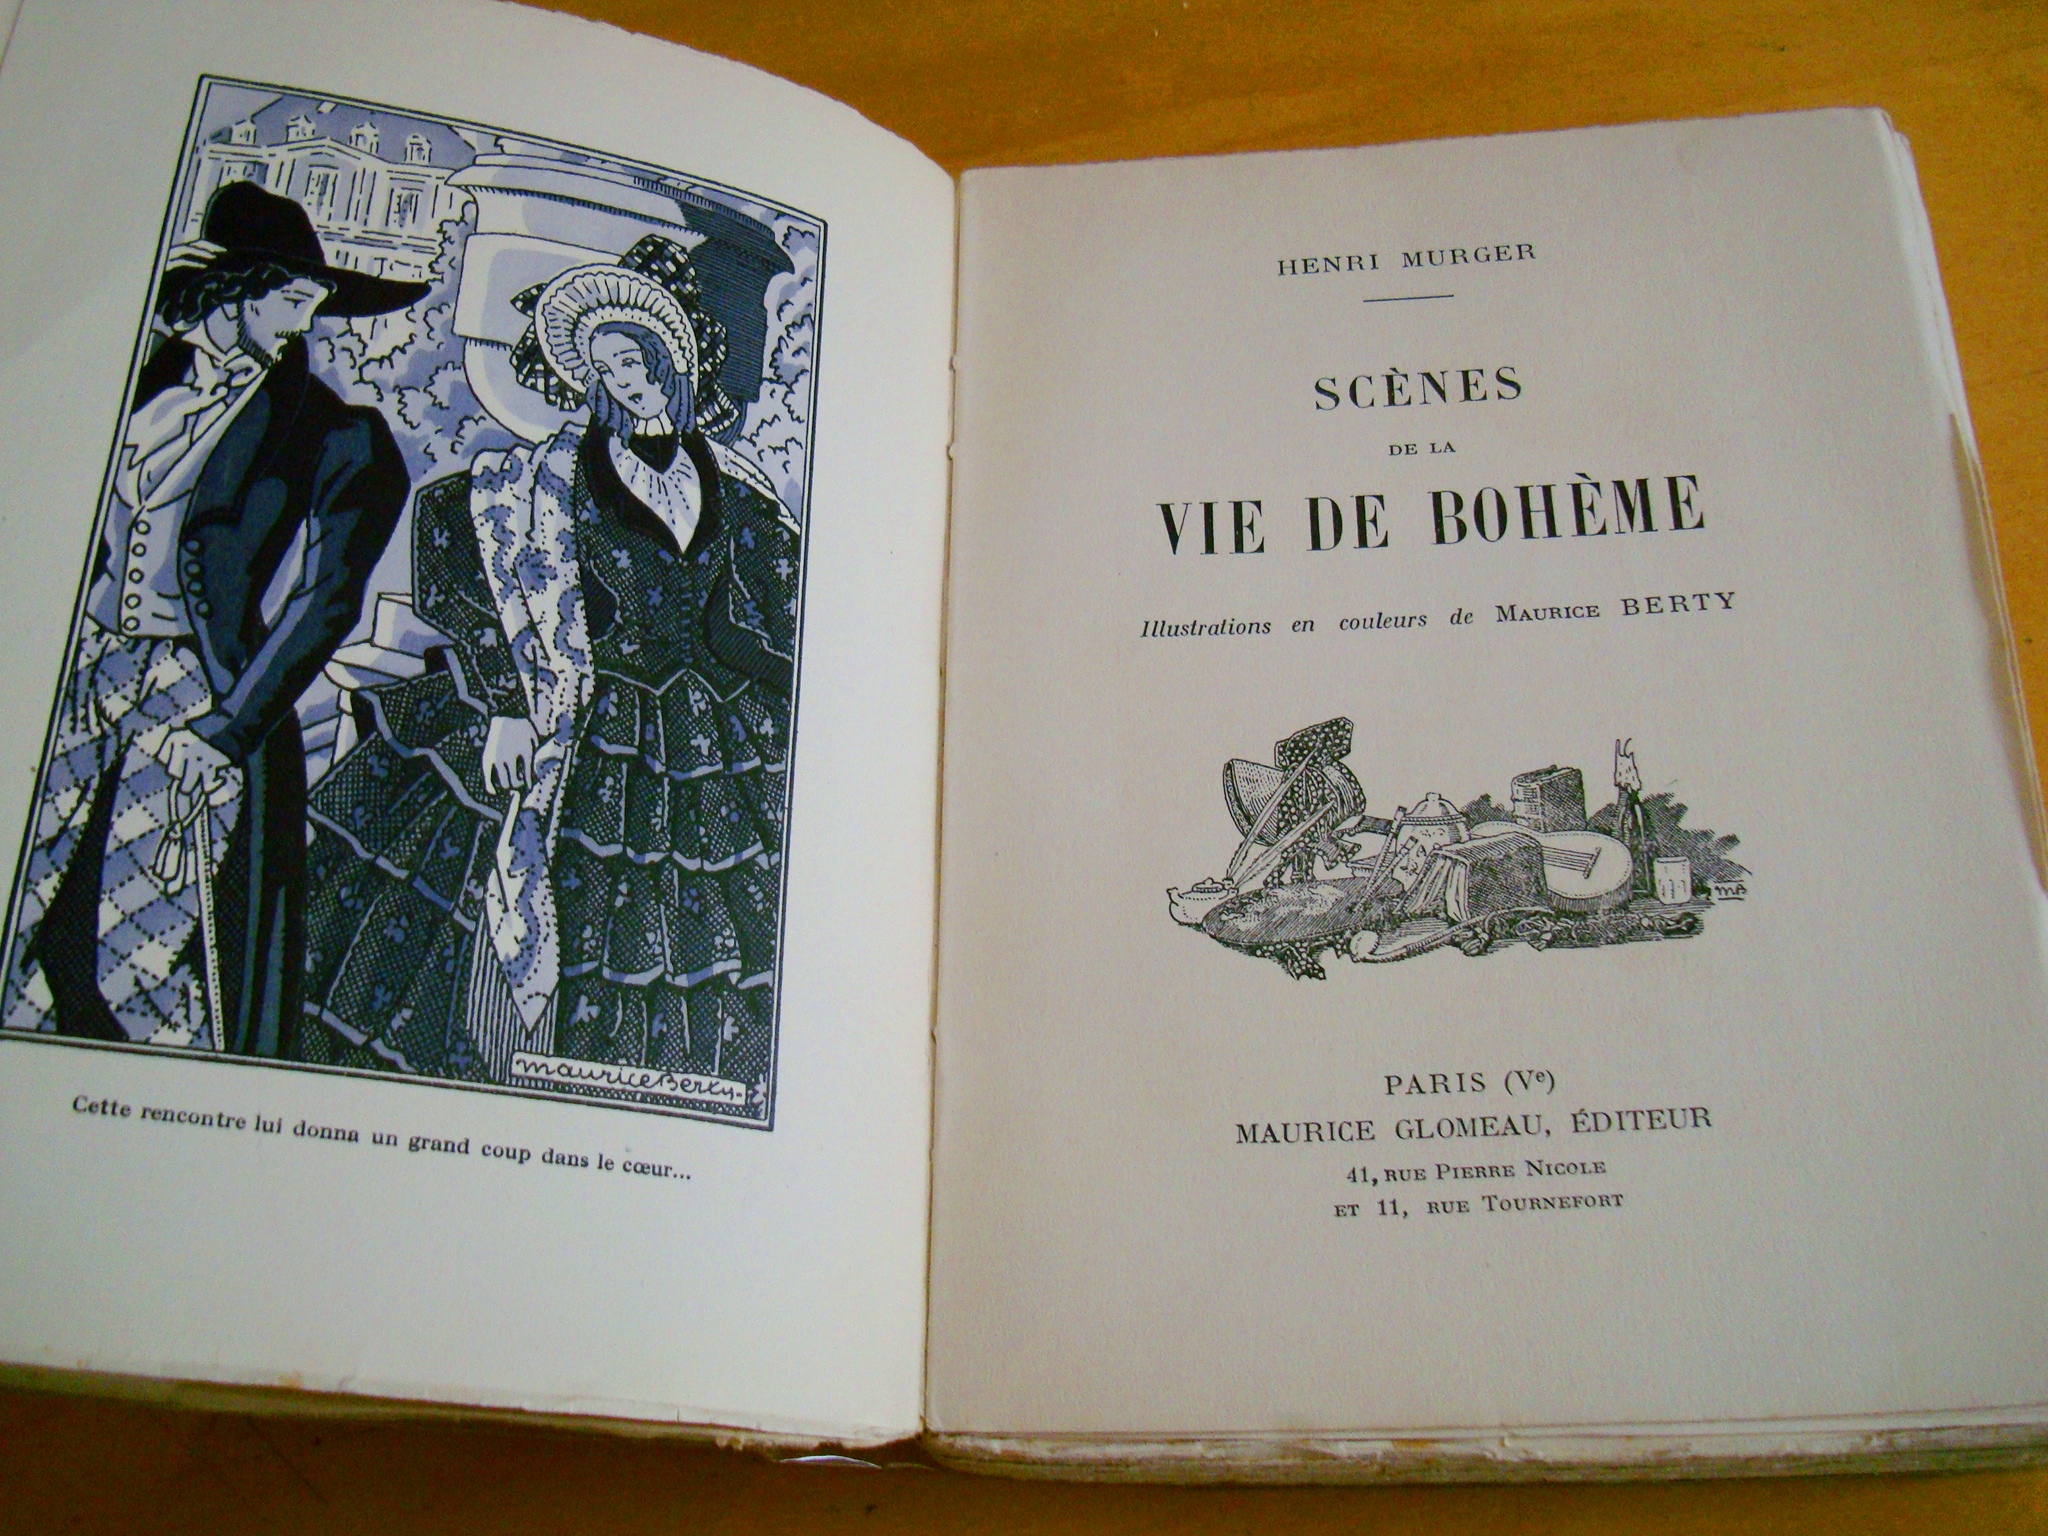 maurice Berty.
Cette rencontre lui donna un grand coup dans le cœur...
HENRI MURGER
SCÈNES
DE LA
VIE DE BOHÈME
Illustrations en couleurs de MAURICE BERTY
MB
PARIS (Vᵉ)
MAURICE GLOMEAU, ÉDITEUR
41, RUE PIERRE NICOLE
ET 11, RUE TOURNEFORT